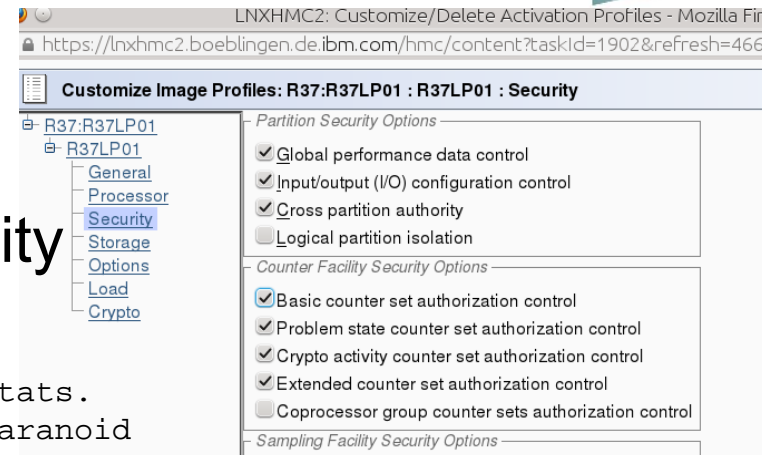 LNXHMC2: Customize/Delete Activation Profiles - Mozilla Fir
https://lnxhmc2.boeblingen.de.ibm.com/hmc/content?taskId=1902&refresh=466
Customize Image Profiles: R37:R37LP01 : R37LP01 : Security
R37:R37LP01
R37LP01
General
Processor
Security
Storage
Options
Load
Crypto
Partition Security Options
Global performance data control
Input/output (I/O) configuration control
Cross partition authority
Logical partition isolation
Counter Facility Security Options
Basic counter set authorization control
Problem state counter set authorization control
Crypto activity counter set authorization control
Extended counter set authorization control
Coprocessor group counter sets authorization control
Sampling Facility Security Options
ity
tats.
aranoid